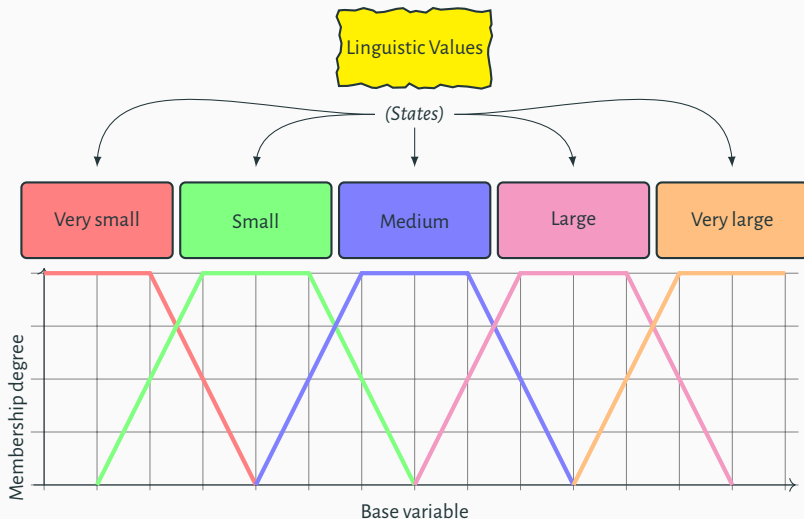 Linguistic Values
(States)
Very small
Small
Medium
Large
Very large
Membership degree
Base variable